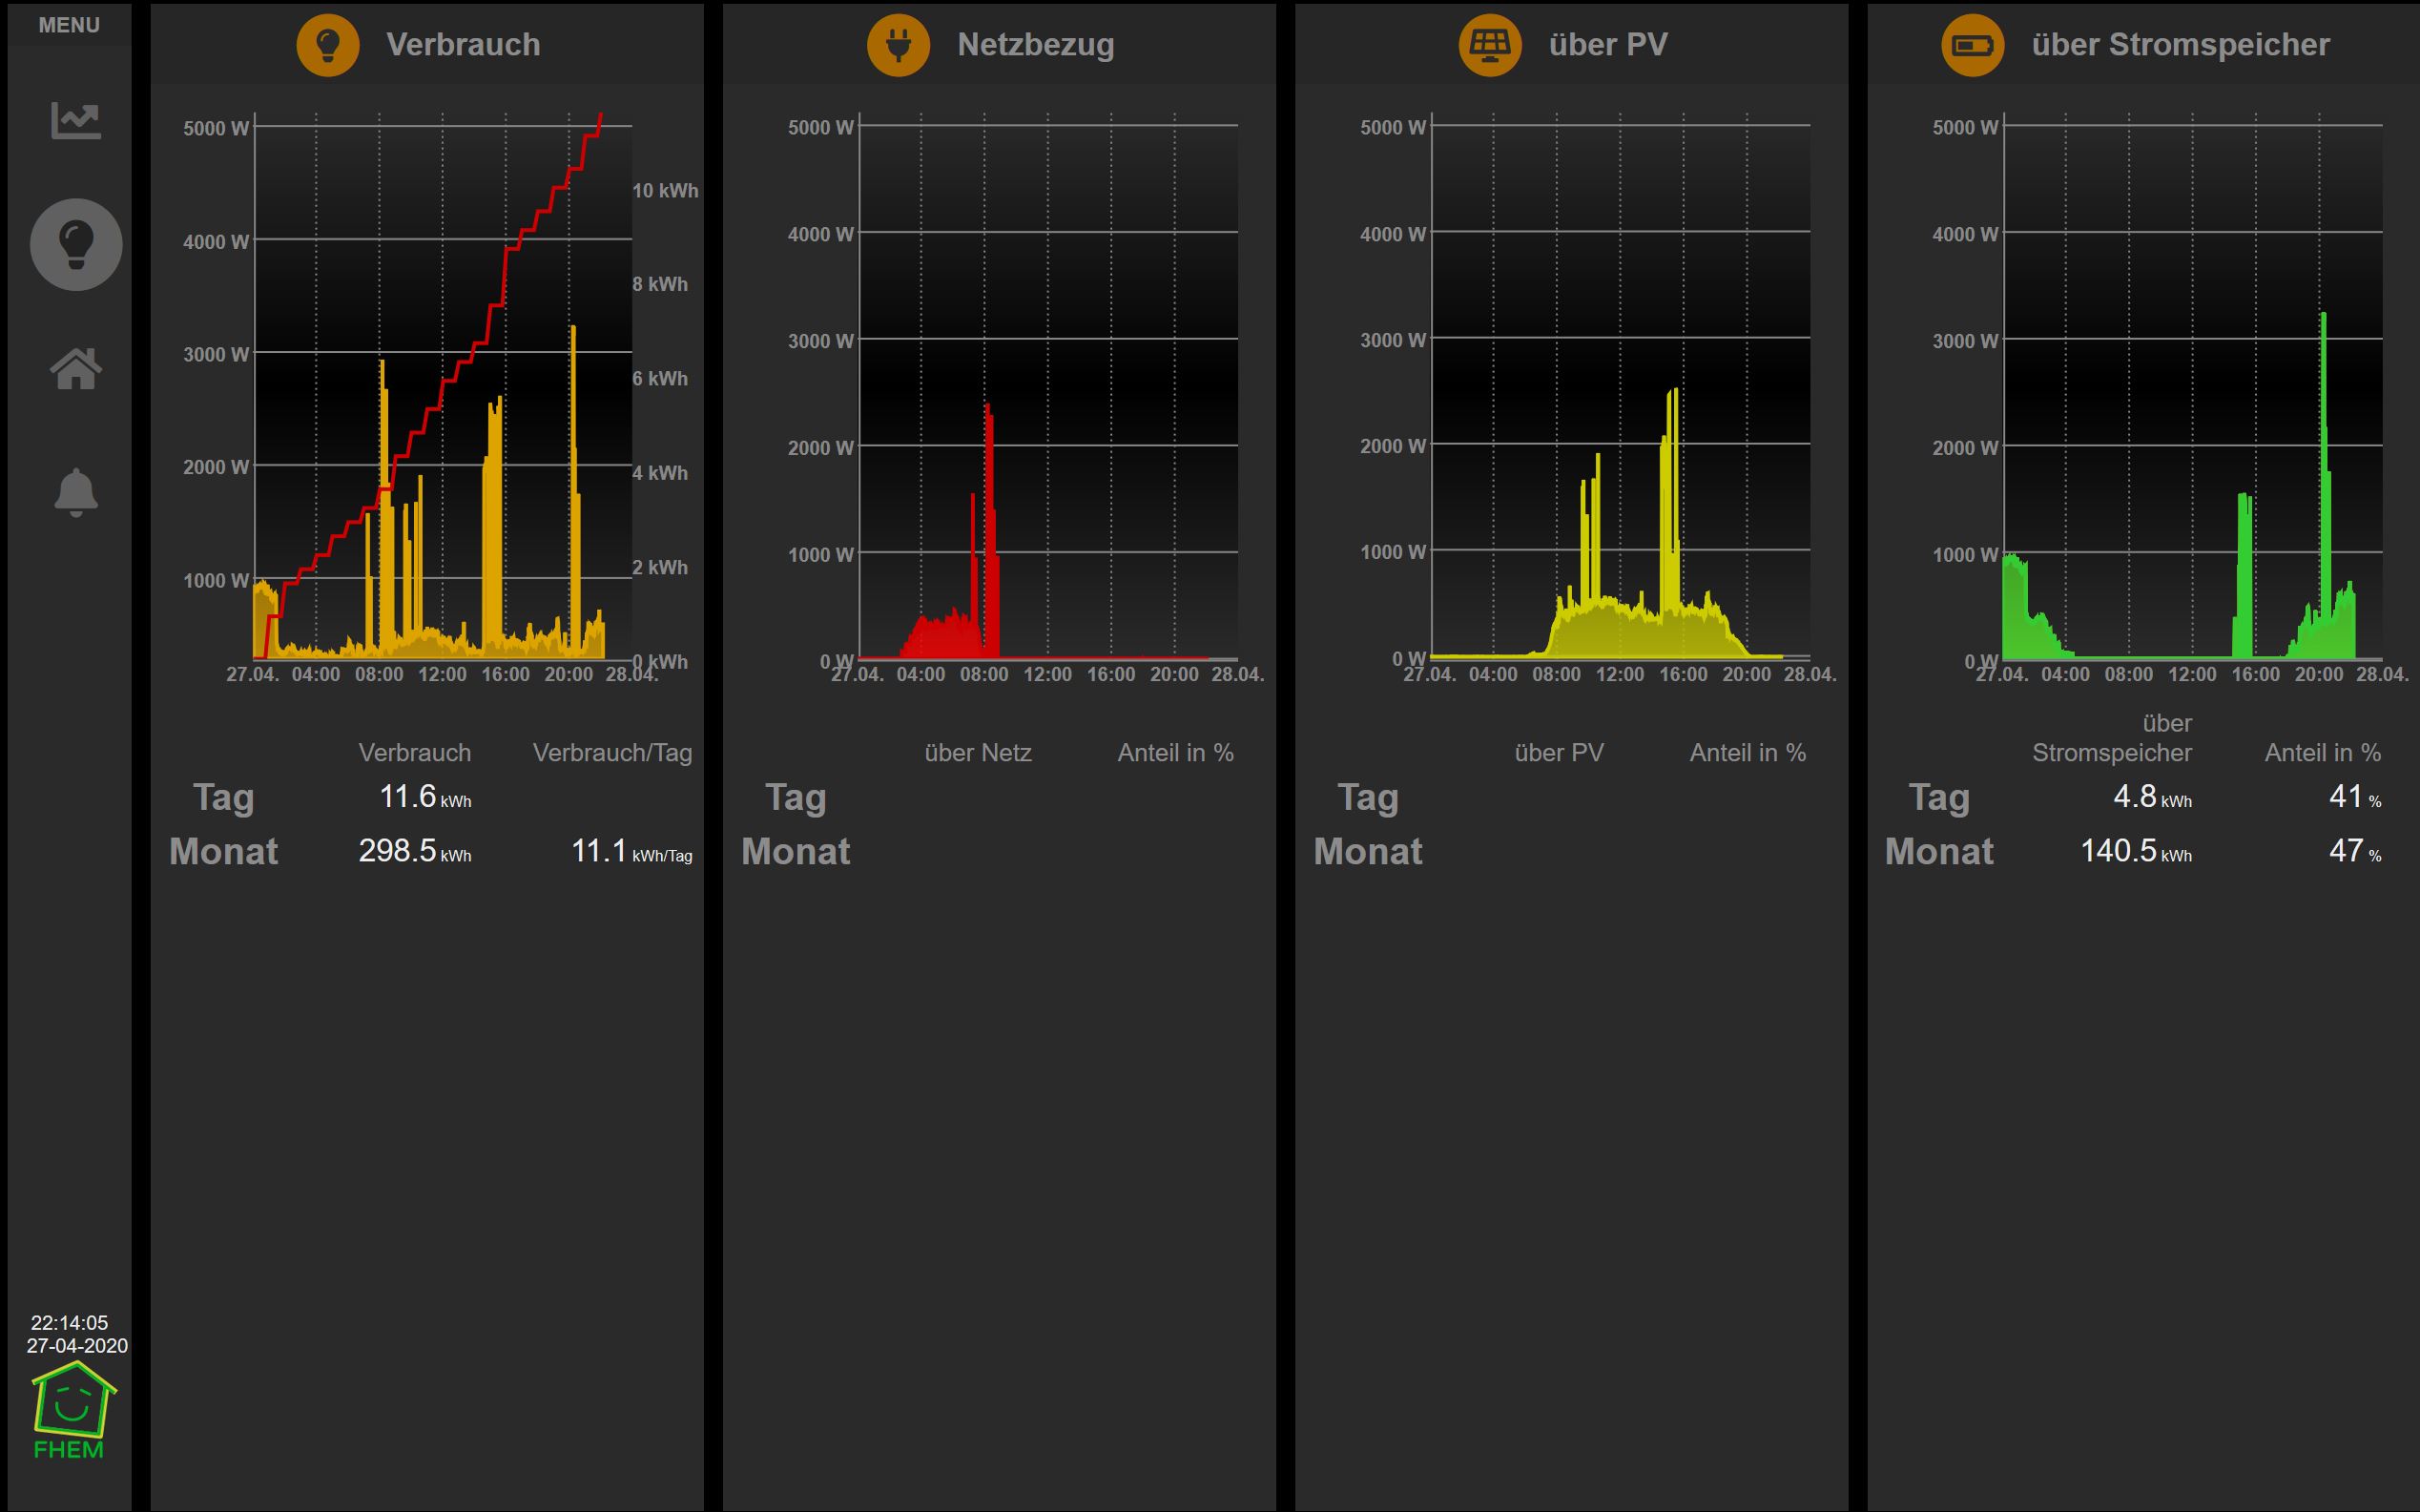 MENU
Verbrauch
5000 W
4000 W
3000 W
2000 W
1000 W
10 kWh
8 kWh
6 kWh
4 kWh
2 kWh
0 kWh
27.04. 04:00 08:00 12:00 16:00 20:00 28.04.
Verbrauch Verbrauch/Tag
Tag 11.6 kWh
Monat 298.5 kWh 11.1 kWh/Tag
Netzbezug
5000 W
4000 W
3000 W
2000 W
1000 W
0 W
27.04. 04:00 08:00 12:00 16:00 20:00 28.04.
über Netz Anteil in %
Tag
Monat
über PV
5000 W
4000 W
3000 W
2000 W
1000 W
0 W
27.04. 04:00 08:00 12:00 16:00 20:00 28.04.
über PV Anteil in %
Tag
Monat
über Stromspeicher
5000 W
4000 W
3000 W
2000 W
1000 W
0 W
27.04. 04:00 08:00 12:00 16:00 20:00 28.04.
über
Stromspeicher Anteil in %
Tag 4.8 kWh 41 %
Monat 140.5 kWh 47 %
22:14:05
27-04-2020
FHEM